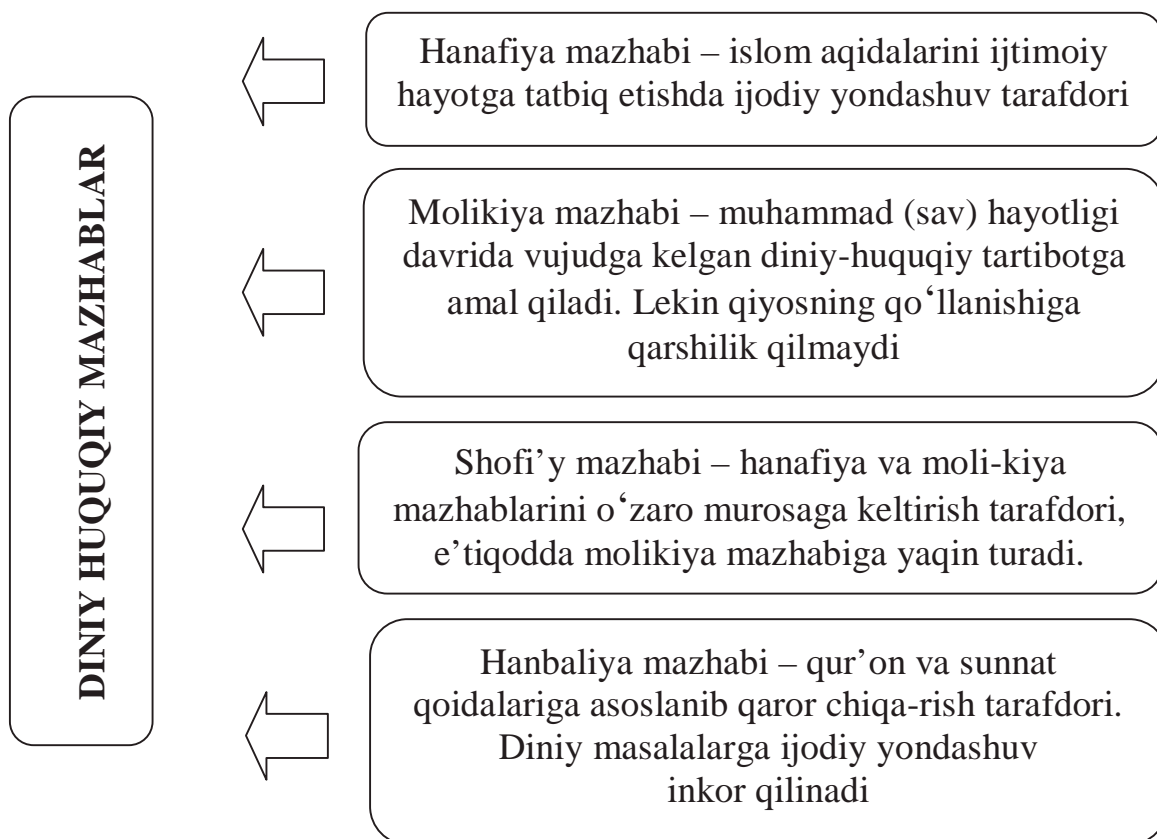 DINIY HUQUQIY MAZHABLAR
Hanafiya mazhabi – islom aqidalarini ijtimoiy
hayotga tatbiq etishda ijodiy yondashuv tarafdori
Molikiya mazhabi – muhammad (sav) hayotligi
davrida vujudga kelgan diniy-huquqiy tartibotga
amal qiladi. Lekin qiyosning qo‘llanishiga
qarshilik qilmaydi
Shofi’y mazhabi – hanafiya va moli-kiya
mazhablarini o‘zaro murosaga keltirish tarafdori,
e’tiqodda molikiya mazhabiga yaqin turadi.
Hanbaliya mazhabi – qur’on va sunnat
qoidalariga asoslanib qaror chiqa-rish tarafdori.
Diniy masalalarga ijodiy yondashuv
inkor qilinadi